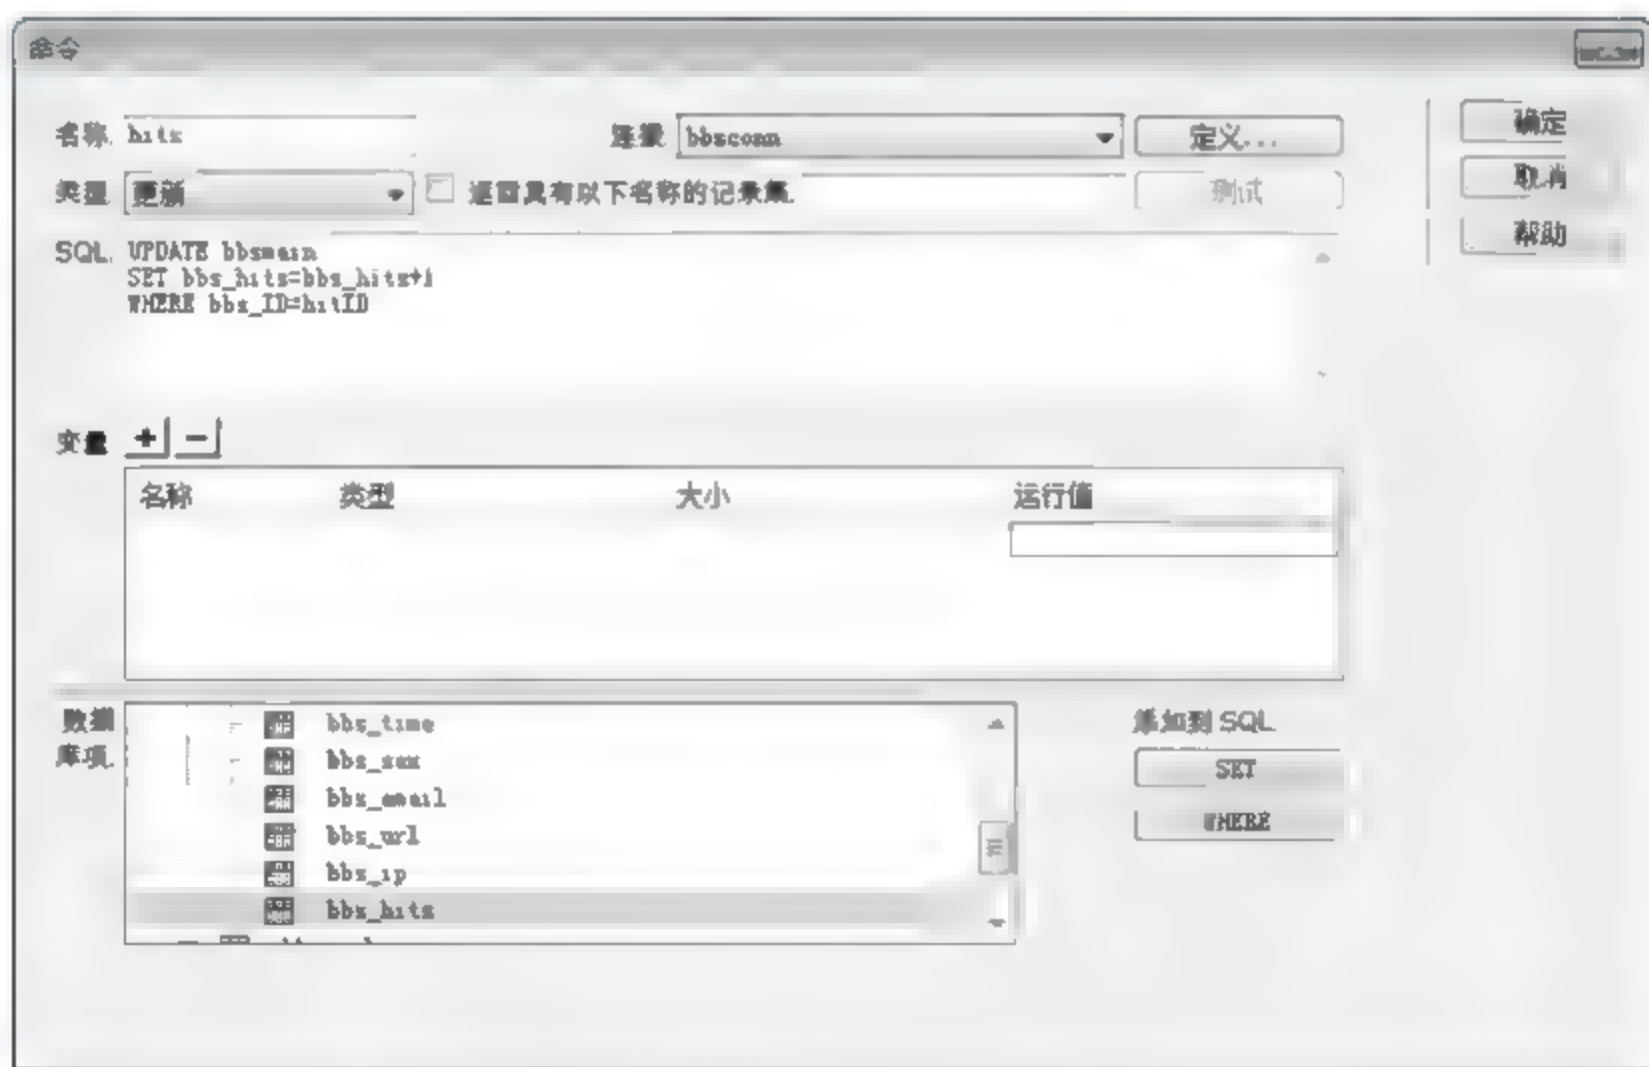 命令
名称: hits 连接: bbsconn 定义... 确定
类型: 更新 返回具有以下名称的记录集: 测试 取消
帮助
SQL: UPDATE bbsmain
SET bbs_hits=bbs_hits+1
WHERE bbs_ID=hitID
变量: + -
名称 类型 大小 运行值
数据库项: bbs_time
bbs_sex
bbs_email
bbs_url
bbs_ip
bbs_hits
添加到 SQL:
SET
WHERE